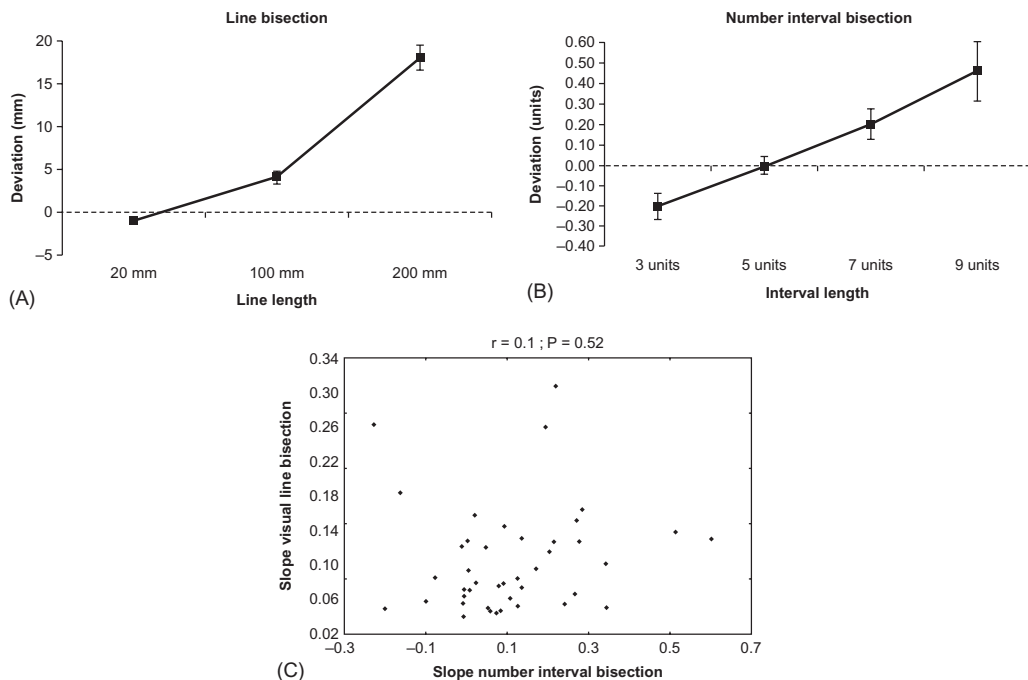 Line bisection
20
15
10
5
0
–5
Deviation (mm)
20 mm 100 mm 200 mm
Line length
(A)
Number interval bisection
0.60
0.50
0.40
0.30
0.20
0.10
0.00
–0.10
–0.20
–0.30
–0.40
Deviation (units)
3 units 5 units 7 units 9 units
Interval length
(B)
r = 0.1 ; P = 0.52
0.34
0.30
0.26
0.22
0.18
0.14
0.10
0.06
0.02
Slope visual line bisection
–0.3 –0.1 0.1 0.3 0.5 0.7
Slope number interval bisection
(C)